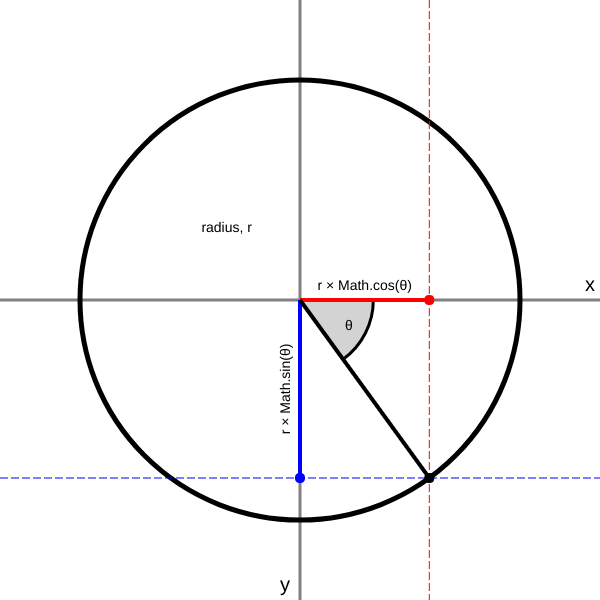 radius, r
r × Math.cos(θ)
x
θ
r × Math.sin(θ)
y